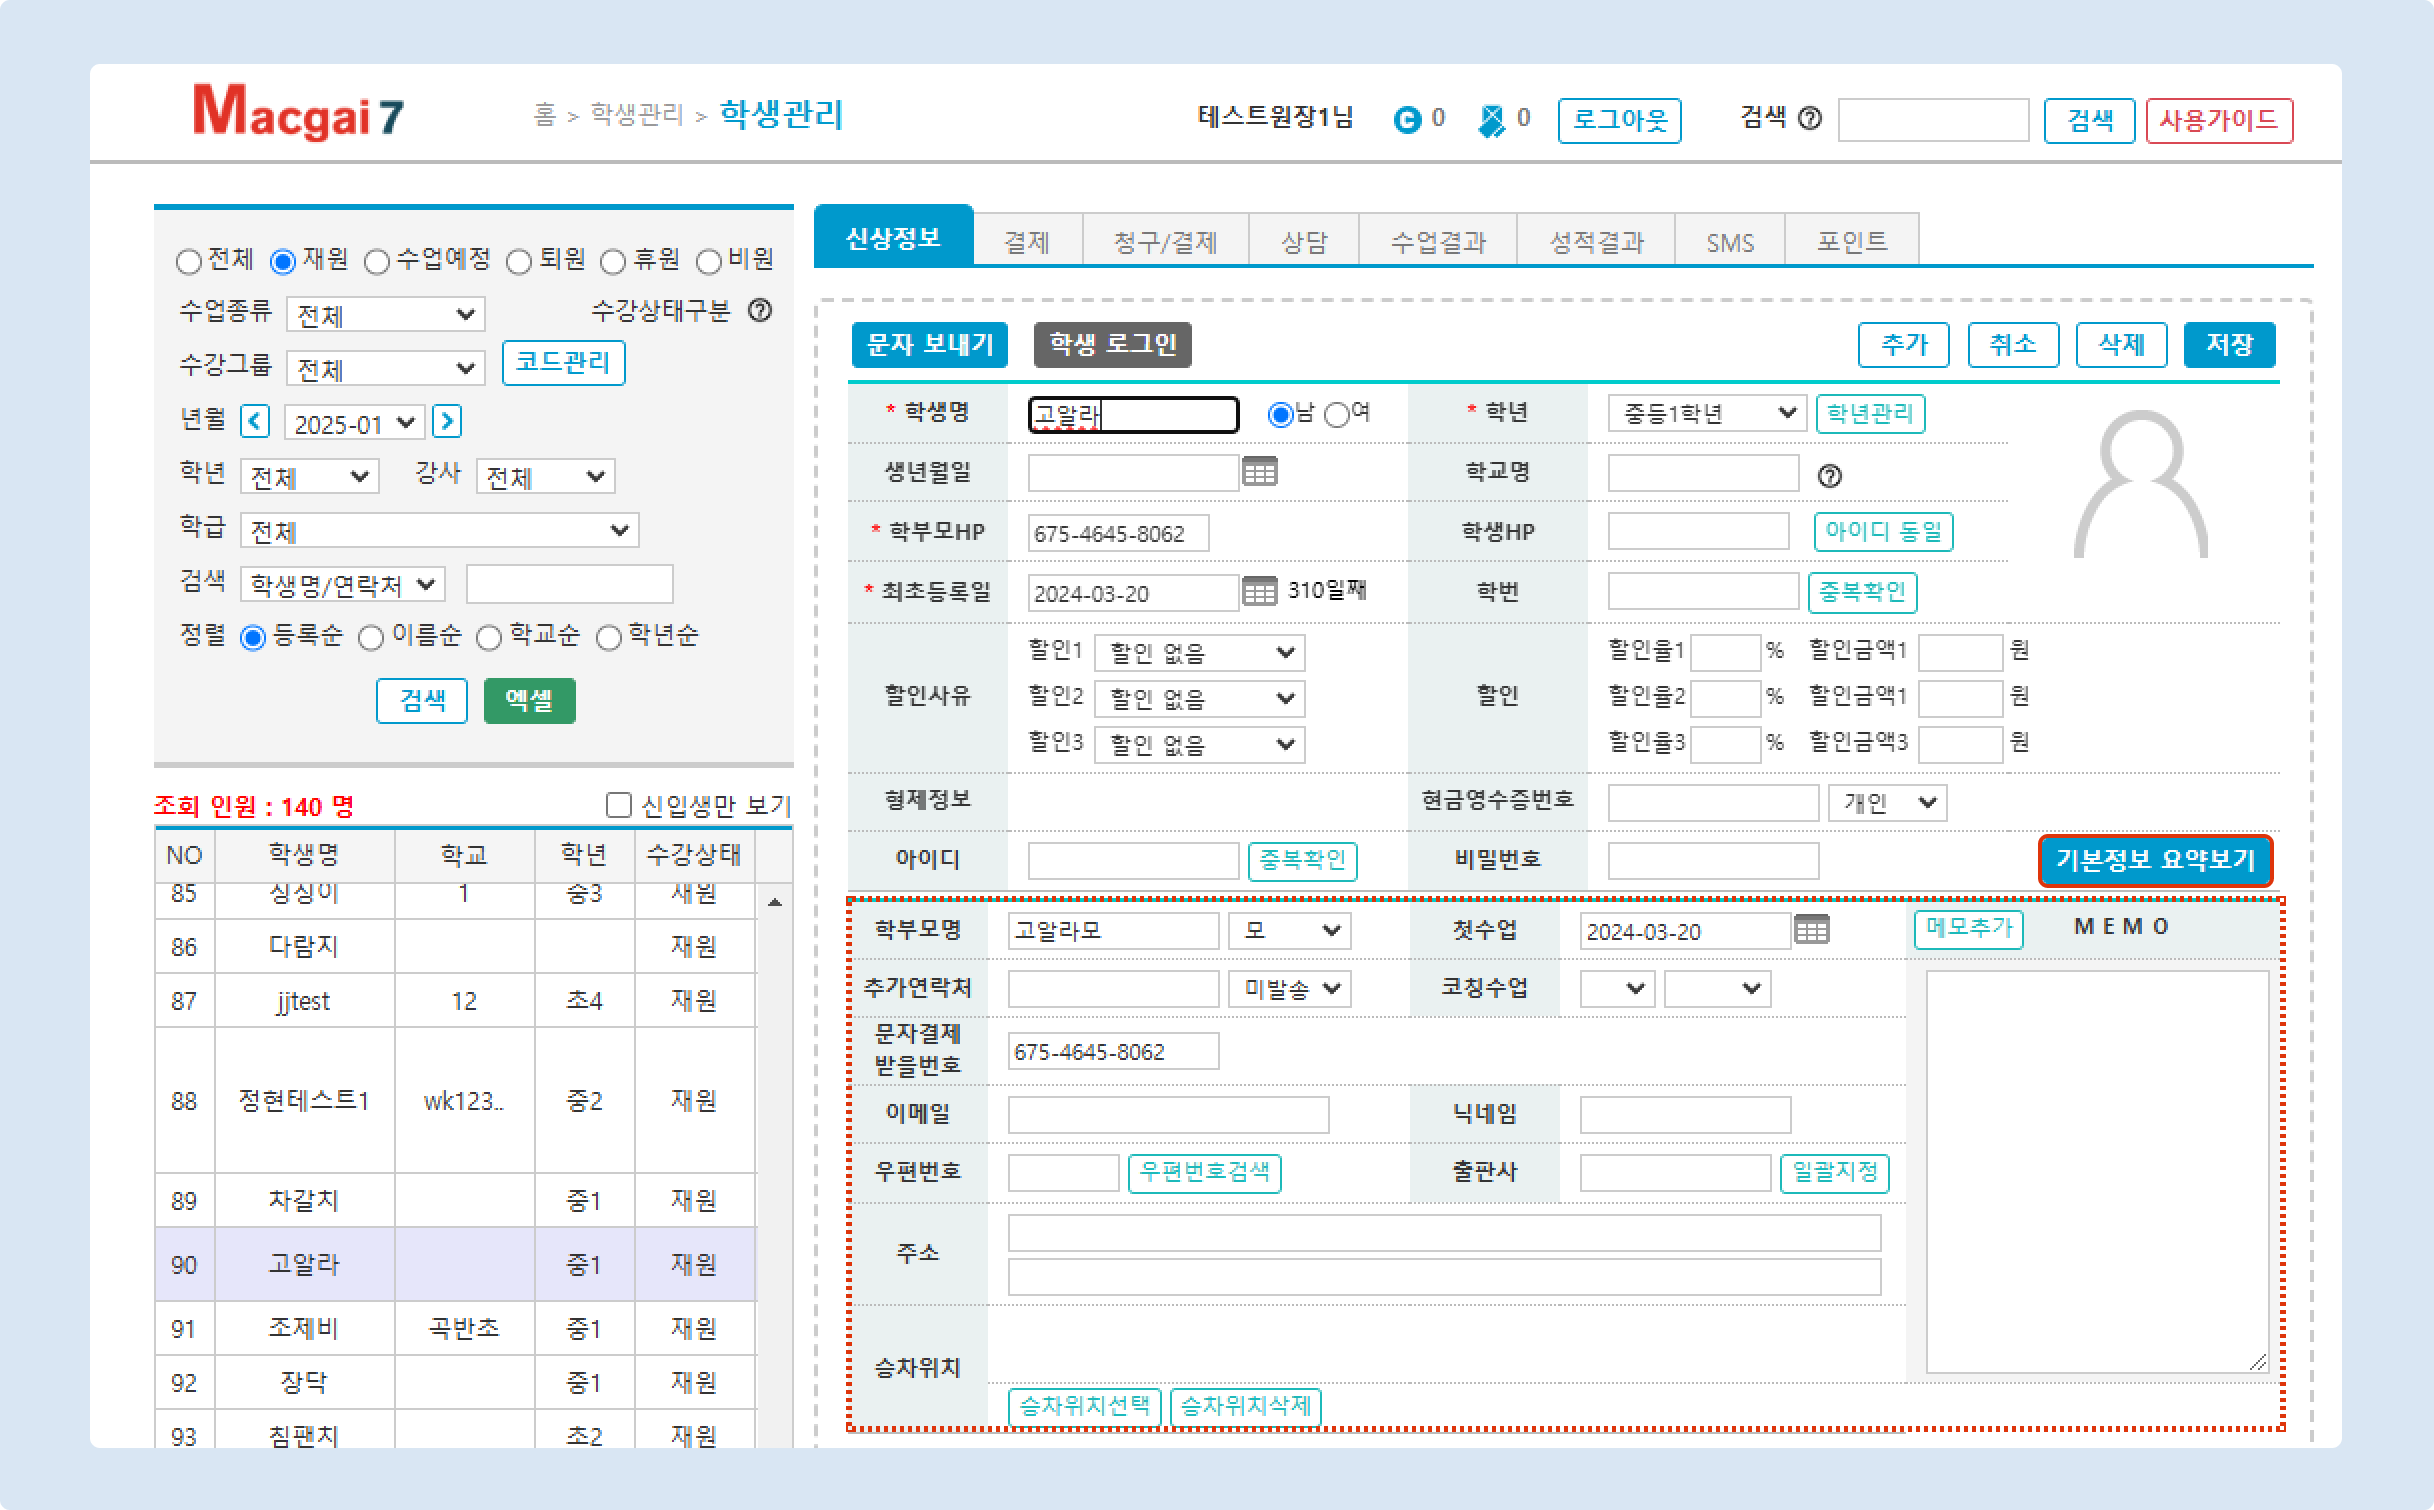 Macgai 7
홈 > 학생관리 > 학생관리
테스트원장1님 0 0 로그아웃 검색 검색 사용가이드
전체 재원 수업예정 퇴원 휴원 비원
수업종류 전체 수강상태구분
수강그룹 전체 코드관리
년월 < 2025-01 >
학년 전체 강사 전체
학급 전체
검색 학생명/연락처
정렬 등록순 이름순 학교순 학년순
검색 엑셀
조회 인원 : 140 명 신입생만 보기
NO 학생명 학교 학년 수강상태
85 싱싱이 1 중3 재원
86 다람지 재원
87 jjtest 12 초4 재원
88 정현테스트1 wk123.. 중2 재원
89 차갈치 중1 재원
90 고알라 중1 재원
91 조제비 곡반초 중1 재원
92 장닥 중1 재원
93 침팬치 초2 재원
신상정보 결제 청구/결제 상담 수업결과 성적결과 SMS 포인트
문자 보내기 학생 로그인 추가 취소 삭제 저장
* 학생명 고알라 남 여 * 학년 중등1학년 학년관리
생년월일 학교명
* 학부모HP 675-4645-8062 학생HP 아이디 동일
* 최초등록일 2024-03-20 310일째 학번 중복확인
할인사유 할인1 할인 없음 할인 할인율1 % 할인금액1 원
할인2 할인 없음 할인율2 % 할인금액1 원
할인3 할인 없음 할인율3 % 할인금액3 원
형제정보 현금영수증번호 개인
아이디 중복확인 비밀번호 기본정보 요약보기
학부모명 고알라모 모 첫수업 2024-03-20 메모추가 M E M O
추가연락처 미발송 코칭수업
문자결제
받을번호 675-4645-8062
이메일 닉네임
우편번호 우편번호검색 출판사 일괄지정
주소
승차위치
승차위치선택 승차위치삭제